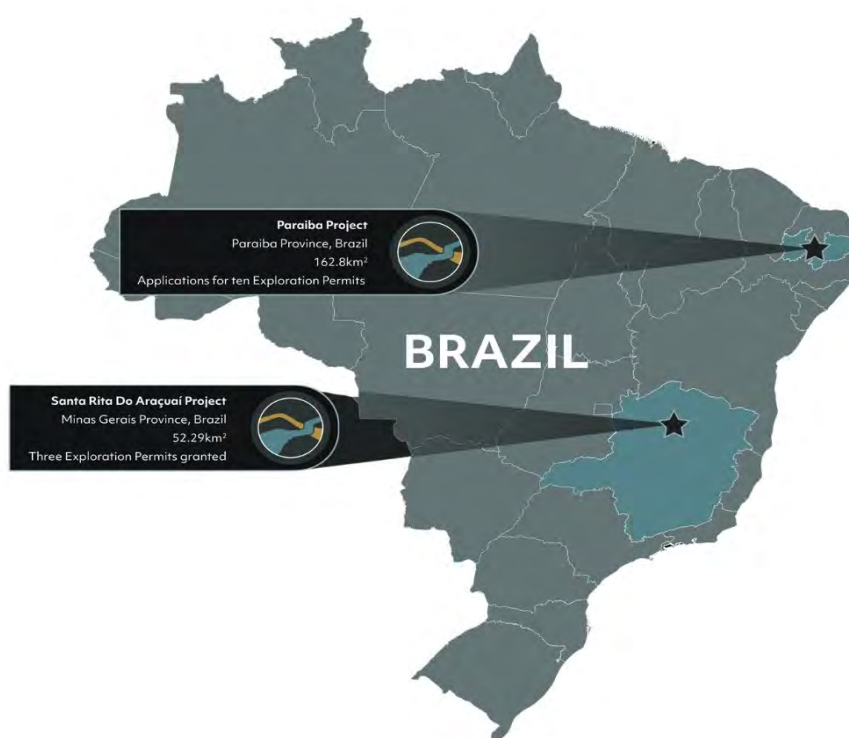 Paraiba Project
Paraiba Province, Brazil
162.8km²
Applications for ten Exploration Permits
BRAZIL
Santa Rita Do Araçuaí Project
Minas Gerais Province, Brazil
52.29km²
Three Exploration Permits granted